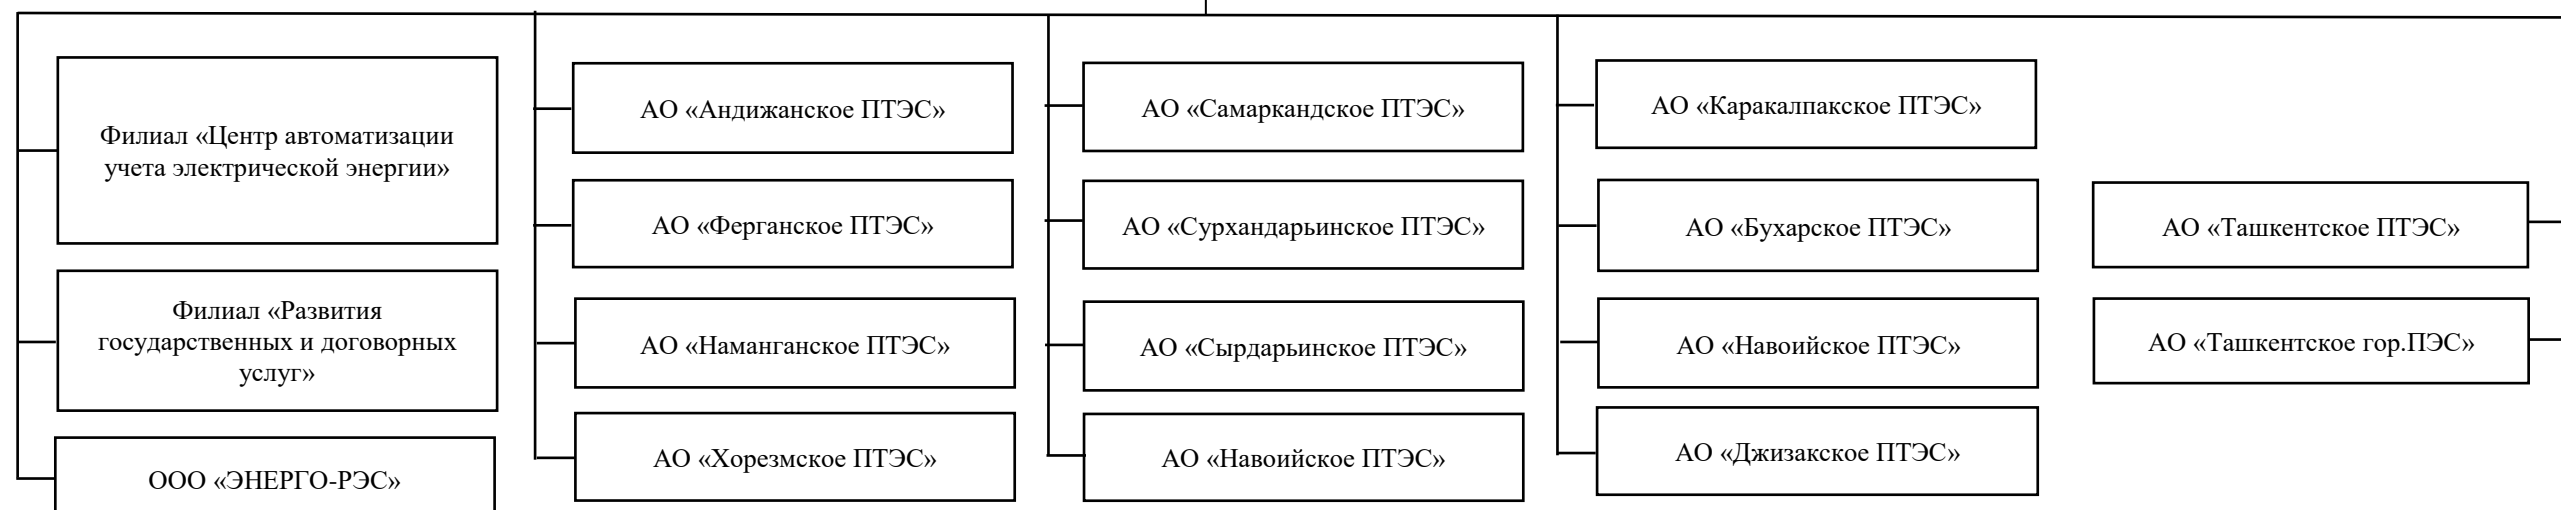 Филиал «Центр автоматизации
учета электрической энергии»
Филиал «Развития
государственных и договорных
услуг»
ООО «ЭНЕРГО-РЭС»
АО «Андижанское ПТЭС»
АО «Ферганское ПТЭС»
АО «Наманганское ПТЭС»
АО «Хорезмское ПТЭС»
АО «Самаркандское ПТЭС»
АО «Сурхандарьинское ПТЭС»
АО «Сырдарьинское ПТЭС»
АО «Навоийское ПТЭС»
АО «Каракалпакское ПТЭС»
АО «Бухарское ПТЭС»
АО «Навоийское ПТЭС»
АО «Джизакское ПТЭС»
АО «Ташкентское ПТЭС»
АО «Ташкентское гор.ПЭС»